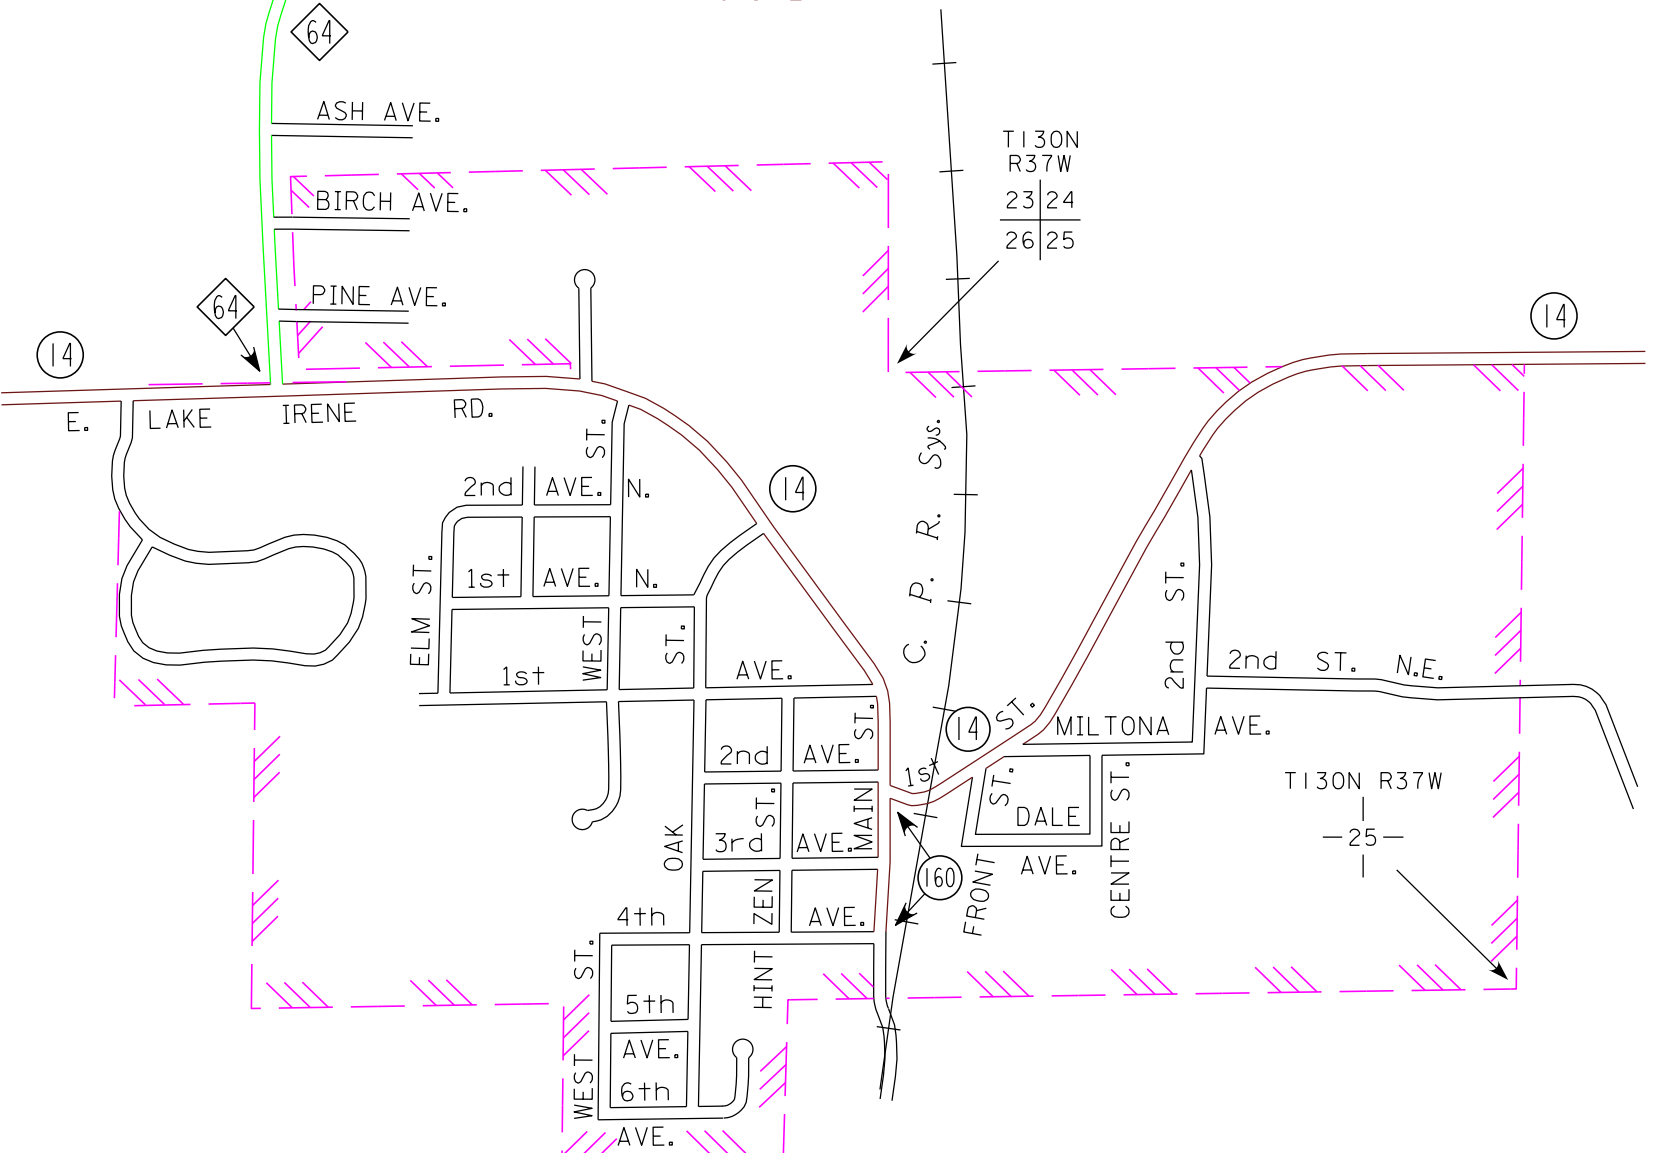 64
ASH AVE.
T130N
R37W
23 24
26 25
BIRCH AVE.
PINE AVE.
64
14
14
E. LAKE IRENE RD.
C. P. R. Sys.
ST.
2nd AVE. N.
14
ELM ST.
1st AVE. N.
WEST
ST.
1st AVE.
2nd ST.
2nd ST. N.E.
14
1st ST.
MILTONA AVE.
2nd AVE.
MAIN ST.
T130N R37W
25
ST.
DALE
AVE.
3rd AVE.
OAK
CENTRE ST.
160
FRONT
ZEN
4th AVE.
WEST ST.
HINT
5th
AVE.
6th
AVE.